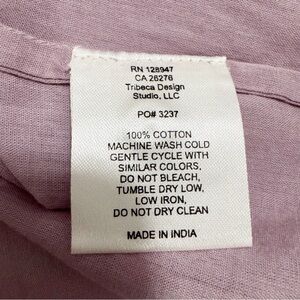 RN 128947
CA 26276
Tribeca Design
Studio, LLC
PO# 3237
100% COTTON
MACHINE WASH COLD
GENTLE CYCLE WITH
SIMILAR COLORS,
DO NOT BLEACH,
TUMBLE DRY LOW,
LOW IRON,
DO NOT DRY CLEAN
MADE IN INDIA